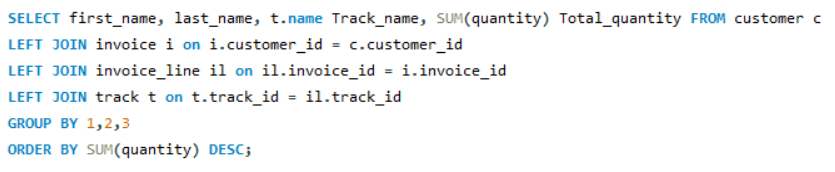 SELECT first_name, last_name, t.name Track_name, SUM(quantity) Total_quantity FROM customer c
LEFT JOIN invoice i on i.customer_id = c.customer_id
LEFT JOIN invoice_line il on il.invoice_id = i.invoice_id
LEFT JOIN track t on t.track_id = il.track_id
GROUP BY 1,2,3
ORDER BY SUM(quantity) DESC;